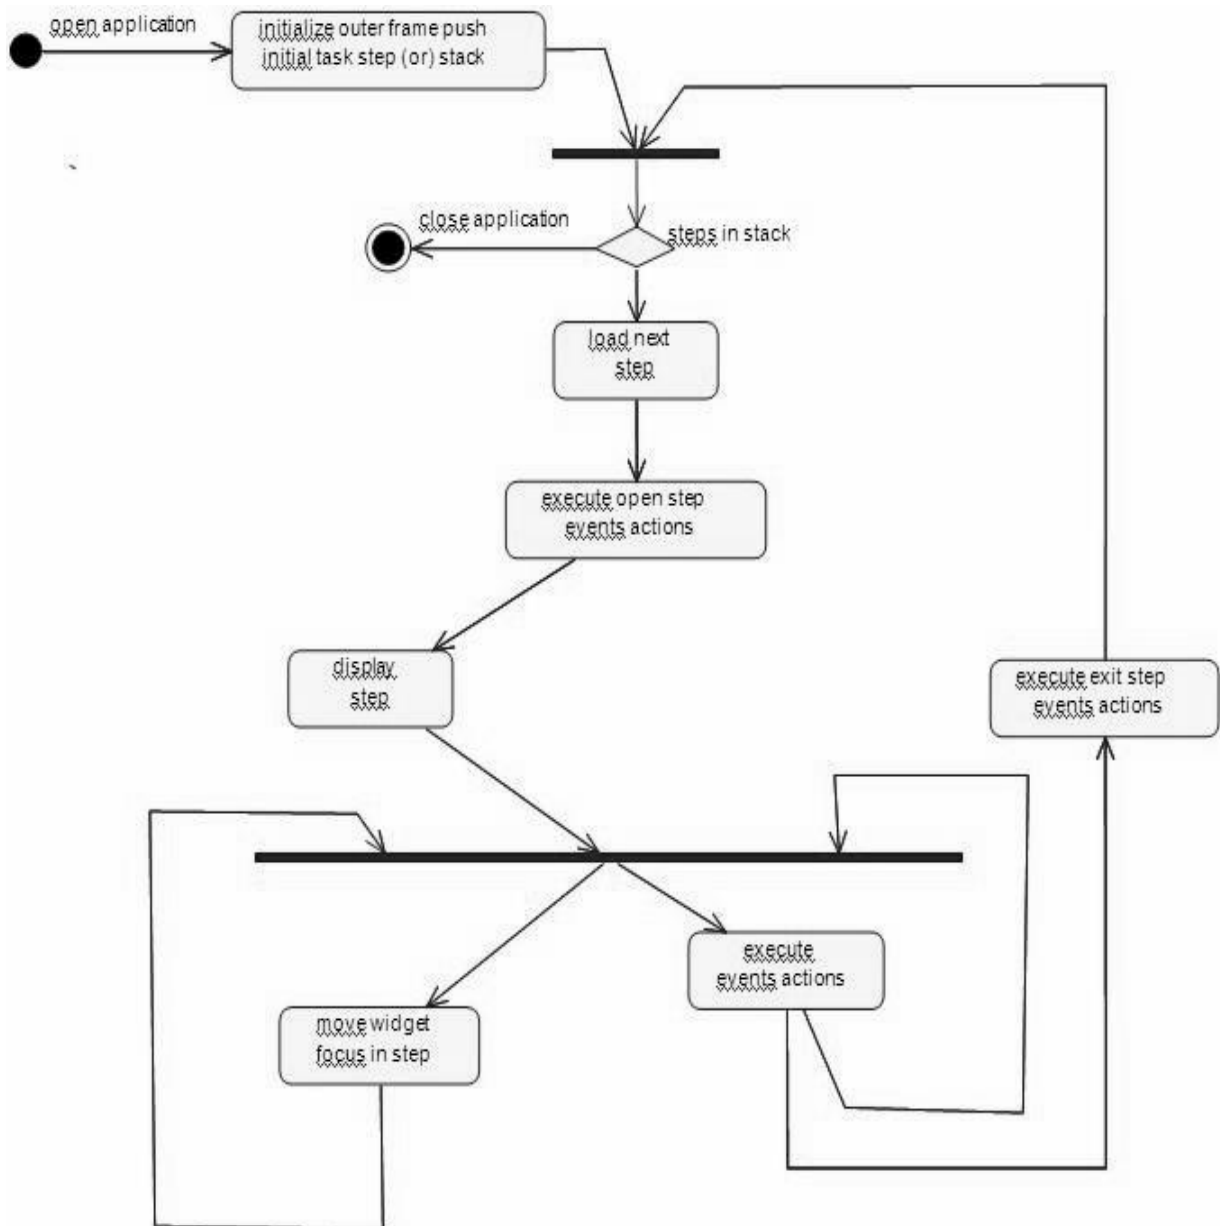 open application
initialize outer frame push
initial task step (or) stack
close application
steps in stack
load next
step
execute open step
events actions
display
step
execute exit step
events actions
execute
events actions
move widget
focus in step